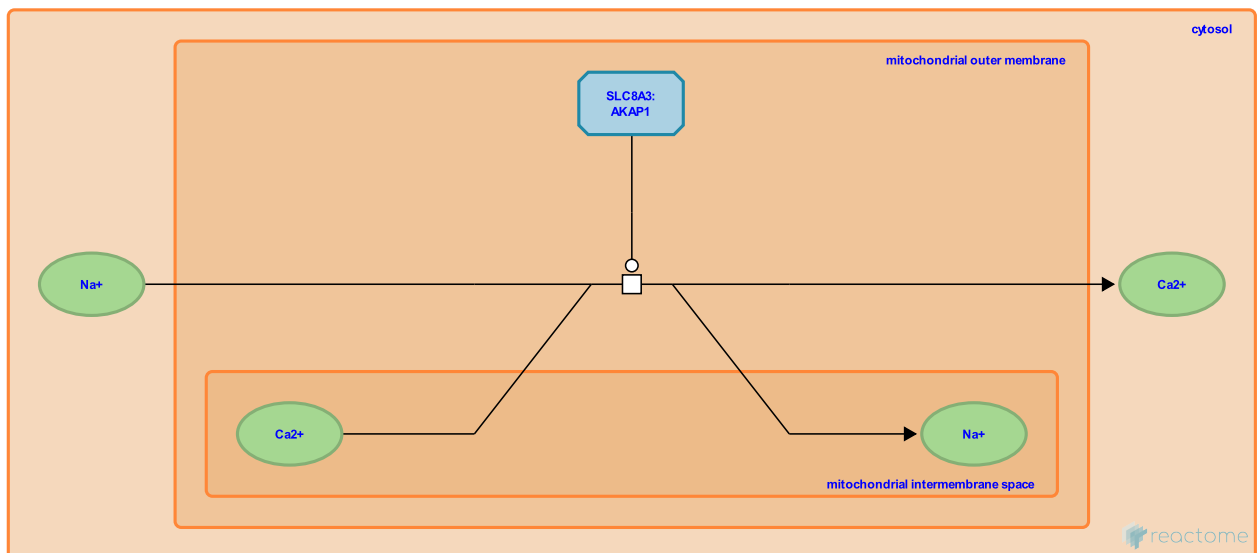 cytosol
mitochondrial outer membrane
SLC8A3:
AKAP1
Na+
Ca2+
Ca2+
Na+
mitochondrial intermembrane space
reactome